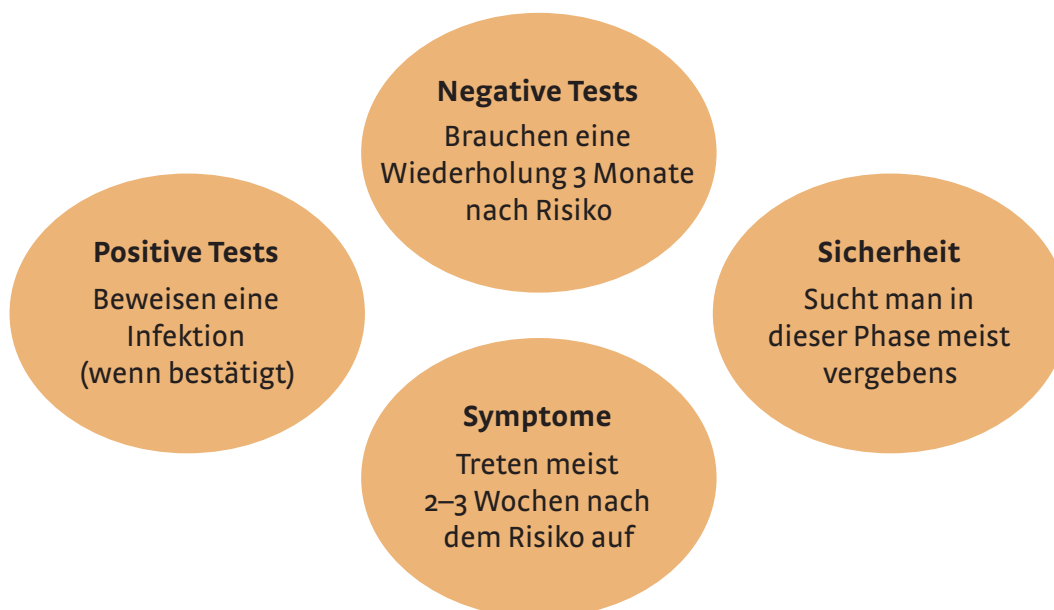 Negative Tests
Brauchen eine
Wiederholung 3 Monate
nach Risiko
Positive Tests
Beweisen eine
Infektion
(wenn bestätigt)
Sicherheit
Sucht man in
dieser Phase meist
vergebens
Symptome
Treten meist
2–3 Wochen nach
dem Risiko auf